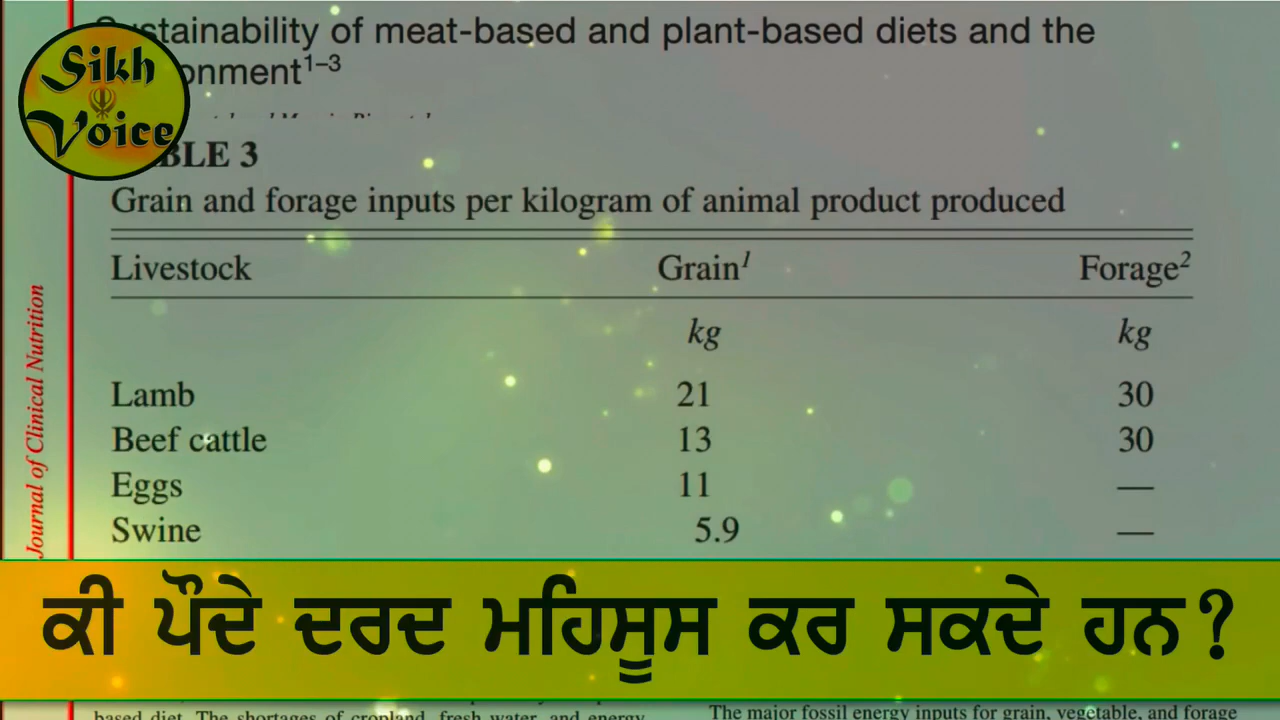 Sikh
Voice
stainability of meat-based and plant-based diets and the
onment1–3
BLE 3
Grain and forage inputs per kilogram of animal product produced
Livestock Grain1 Forage2
kg kg
Lamb 21 30
Beef cattle 13 30
Eggs 11 —
Swine 5.9 —
Journal of Clinical Nutrition
ਕੀ ਪੌਦੇ ਦਰਦ ਮਹਿਸੂਸ ਕਰ ਸਕਦੇ ਹਨ?
based diet. The shortages of cropland, fresh water, and energy
The major fossil energy inputs for grain, vegetable, and forage